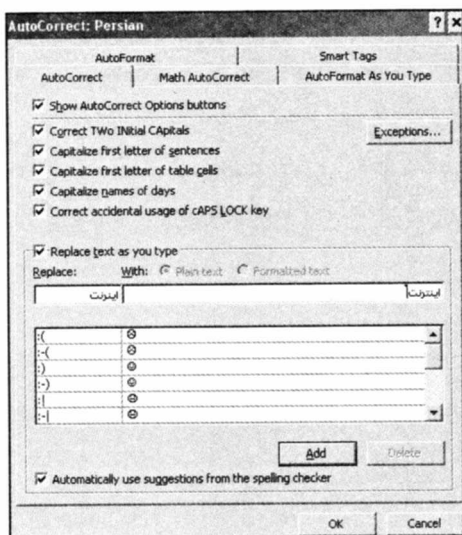 AutoCorrect: Persian
AutoFormat Smart Tags
AutoCorrect Math AutoCorrect AutoFormat As You Type
Show AutoCorrect Options buttons
Correct TWo INitial CApitals Exceptions...
Capitalize first letter of sentences
Capitalize first letter of table cells
Capitalize names of days
Correct accidental usage of cAPS LOCK key
Replace text as you type
Replace: With: Plain text Formatted text
اینرنت اینترنت
:( ☹
:-( ☹
:) ☺
:-) ☺
:| 😐
:-| 😐
Add Delete
Automatically use suggestions from the spelling checker
OK Cancel